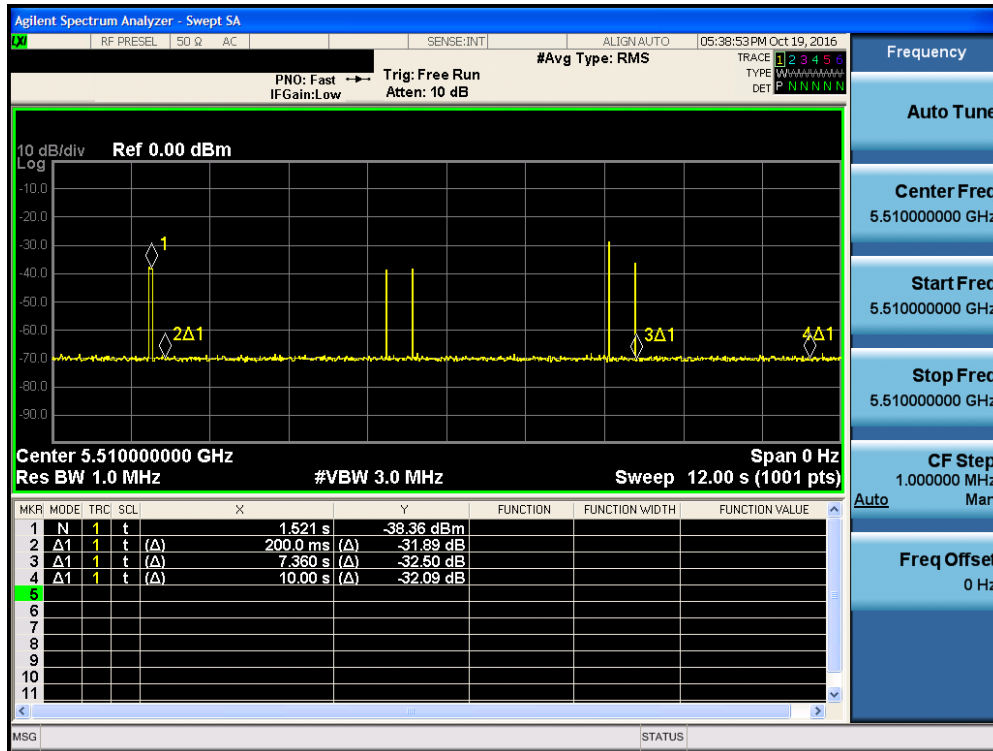 Agilent Spectrum Analyzer - Swept SA
LXI RF PRESEL 50 Ω AC SENSE:INT ALIGN AUTO 05:38:53 PM Oct 19, 2016
#Avg Type: RMS TRACE 1 2 3 4 5 6
PNO: Fast Trig: Free Run TYPE WWWWWWW
IFGain:Low Atten: 10 dB DET P N N N N N
10 dB/div Ref 0.00 dBm
Log
-10.0
-20.0
-30.0
1
-40.0
-50.0
-60.0
2Δ1 3Δ1 4Δ1
-70.0
-80.0
-90.0
Center 5.510000000 GHz Span 0 Hz
Res BW 1.0 MHz #VBW 3.0 MHz Sweep 12.00 s (1001 pts)
MKR MODE TRC SCL X Y FUNCTION FUNCTION WIDTH FUNCTION VALUE
1 N 1 t 1.521 s -38.36 dBm
2 Δ1 1 t (Δ) 200.0 ms (Δ) -31.89 dB
3 Δ1 1 t (Δ) 7.360 s (Δ) -32.50 dB
4 Δ1 1 t (Δ) 10.00 s (Δ) -32.09 dB
5
6
7
8
9
10
11
MSG STATUS
Frequency
Auto Tune
Center Freq
5.510000000 GHz
Start Freq
5.510000000 GHz
Stop Freq
5.510000000 GHz
CF Step
1.000000 MHz
Auto Man
Freq Offset
0 Hz